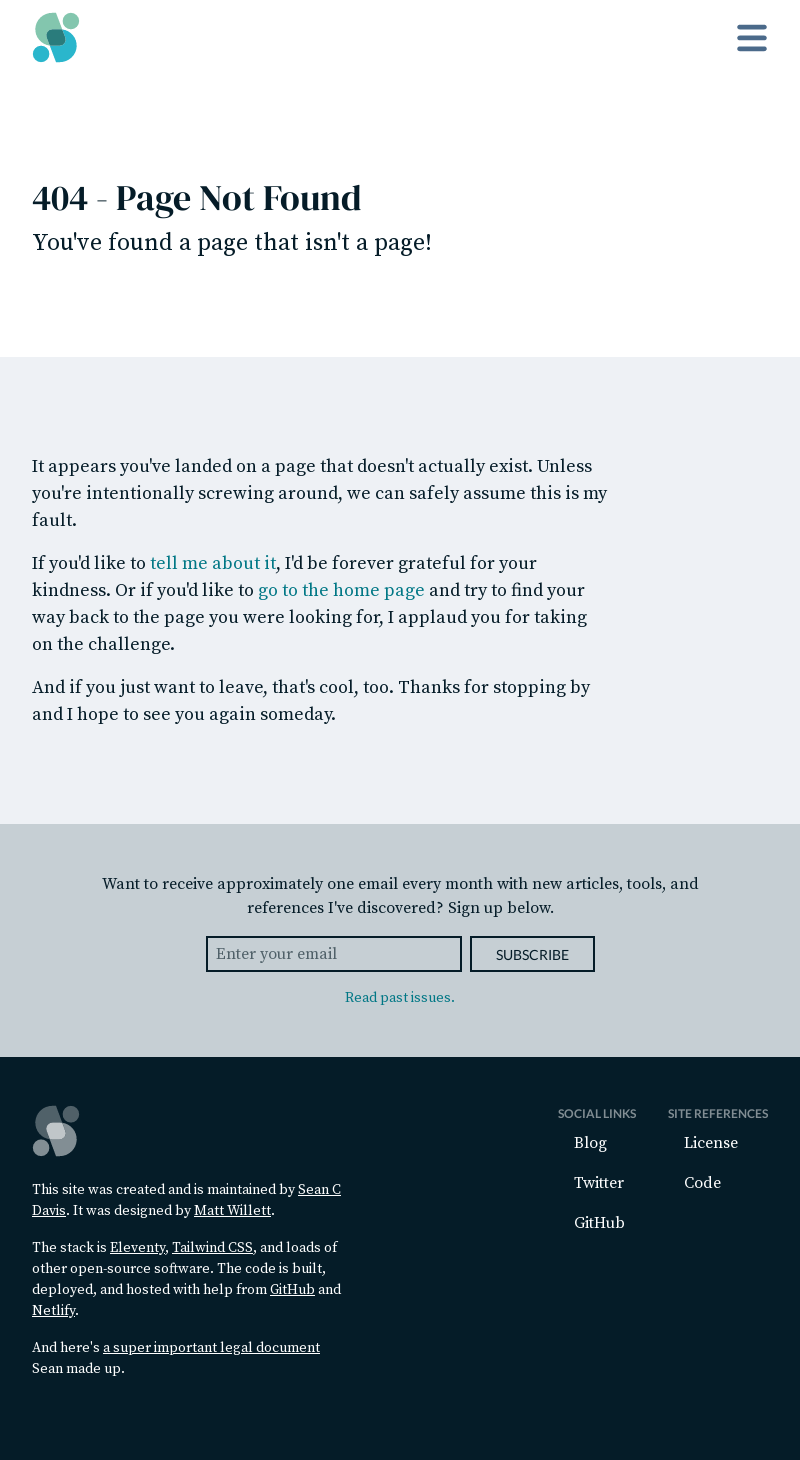 404 - Page Not Found
You've found a page that isn't a page!
It appears you've landed on a page that doesn't actually exist. Unless
you're intentionally screwing around, we can safely assume this is my
fault.
If you'd like to tell me about it, I'd be forever grateful for your
kindness. Or if you'd like to go to the home page and try to find your
way back to the page you were looking for, I applaud you for taking
on the challenge.
And if you just want to leave, that's cool, too. Thanks for stopping by
and I hope to see you again someday.
Want to receive approximately one email every month with new articles, tools, and
references I've discovered? Sign up below.
Enter your email
SUBSCRIBE
Read past issues.
This site was created and is maintained by Sean C
Davis. It was designed by Matt Willett.
The stack is Eleventy, Tailwind CSS, and loads of
other open-source software. The code is built,
deployed, and hosted with help from GitHub and
Netlify.
And here's a super important legal document
Sean made up.
SOCIAL LINKS
Blog
Twitter
GitHub
SITE REFERENCES
License
Code